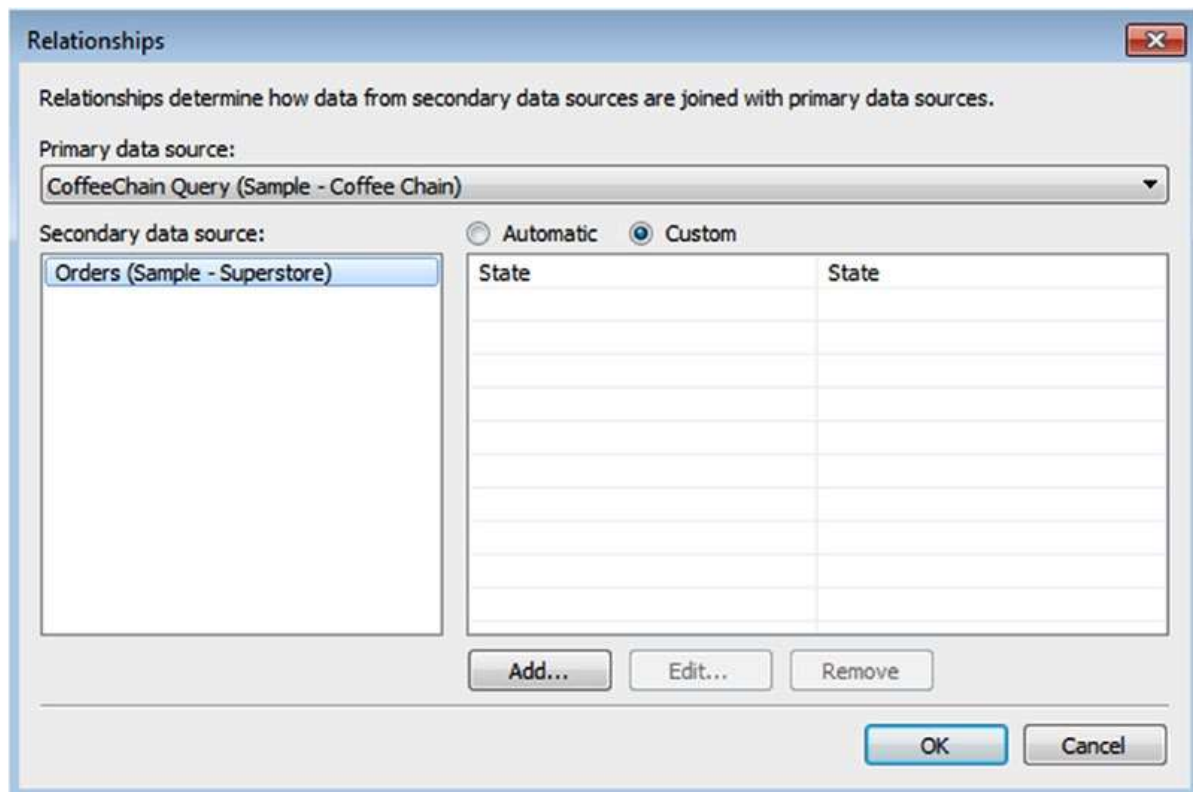 Relationships
Relationships determine how data from secondary data sources are joined with primary data sources.
Primary data source:
CoffeeChain Query (Sample - Coffee Chain)
Secondary data source:
Automatic Custom
Orders (Sample - Superstore)
State State
Add... Edit... Remove
OK Cancel